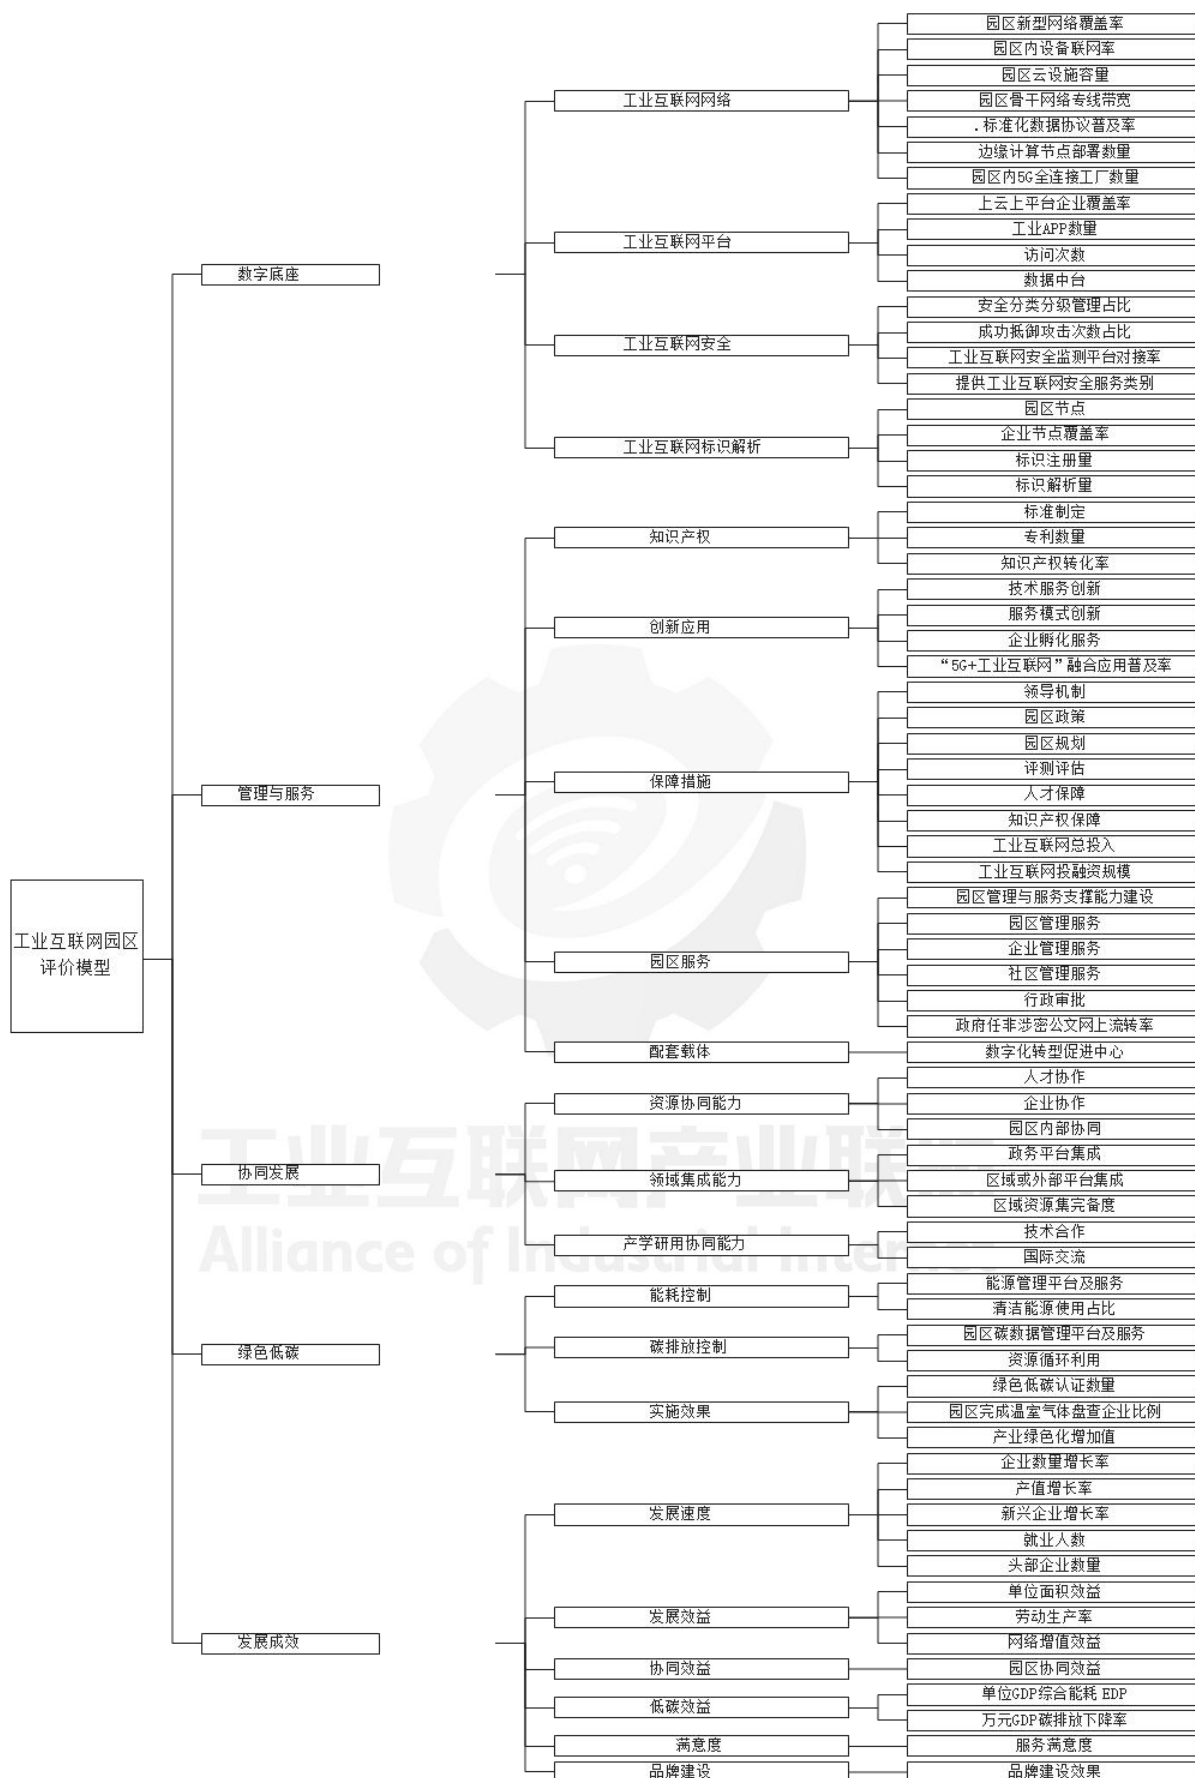 工业互联网园区
评价模型
数字底座
工业互联网网络
园区新型网络覆盖率
园区内设备联网率
园区云设施容量
园区骨干网络专线带宽
.标准化数据协议普及率
边缘计算节点部署数量
园区内5G全连接工厂数量
工业互联网平台
上云上平台企业覆盖率
工业APP数量
访问次数
数据中台
工业互联网安全
安全分类分级管理占比
成功抵御攻击次数占比
工业互联网安全监测平台对接率
提供工业互联网安全服务类别
工业互联网标识解析
园区节点
企业节点覆盖率
标识注册量
标识解析量
管理与服务
知识产权
标准制定
专利数量
知识产权转化率
创新应用
技术服务创新
服务模式创新
企业孵化服务
“5G+工业互联网”融合应用普及率
保障措施
领导机制
园区政策
园区规划
评测评估
人才保障
知识产权保障
工业互联网总投入
工业互联网投融资规模
园区服务
园区管理与服务支撑能力建设
园区管理服务
企业管理服务
社区管理服务
行政审批
政府任非涉密公文网上流转率
配套载体
数字化转型促进中心
协同发展
资源协同能力
人才协作
企业协作
园区内部协同
领域集成能力
政务平台集成
区域或外部平台集成
区域资源集完备度
产学研用协同能力
技术合作
国际交流
绿色低碳
能耗控制
能源管理平台及服务
清洁能源使用占比
碳排放控制
园区碳数据管理平台及服务
资源循环利用
实施效果
绿色低碳认证数量
园区完成温室气体盘查企业比例
产业绿色化增加值
发展成效
发展速度
企业数量增长率
产值增长率
新兴企业增长率
就业人数
头部企业数量
发展效益
单位面积效益
劳动生产率
网络增值效益
协同效益
园区协同效益
低碳效益
单位GDP综合能耗 EDP
万元GDP碳排放下降率
满意度
服务满意度
品牌建设
品牌建设效果
工业互联网产业联盟
Alliance of Industrial Internet